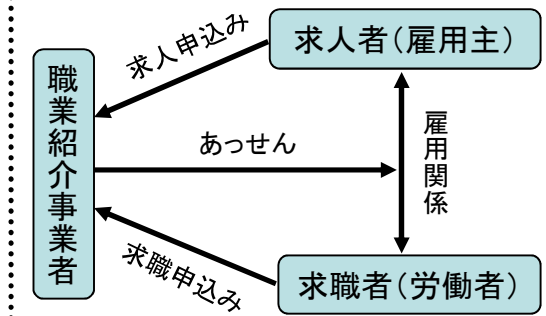 求人者（雇用主）
求人申込み
職業紹介事業者
あっせん
雇用関係
求職申込み
求職者（労働者）